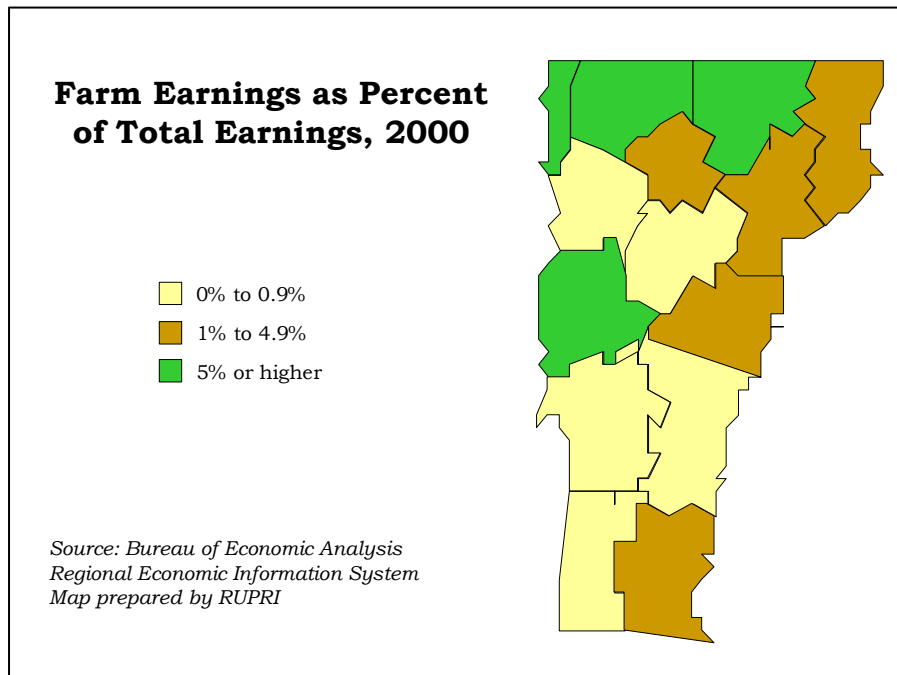 Farm Earnings as Percent
of Total Earnings, 2000
0% to 0.9%
1% to 4.9%
5% or higher
Source: Bureau of Economic Analysis
Regional Economic Information System
Map prepared by RUPRI